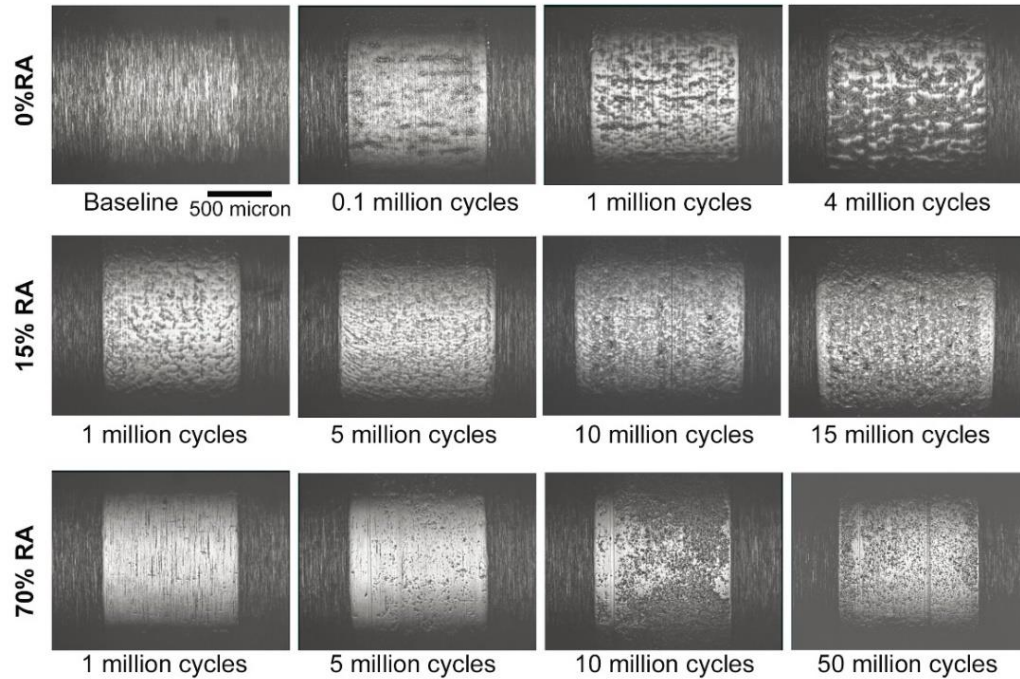 0%RA
Baseline
500 micron
0.1 million cycles
1 million cycles
4 million cycles
15% RA
1 million cycles
5 million cycles
10 million cycles
15 million cycles
70% RA
1 million cycles
5 million cycles
10 million cycles
50 million cycles